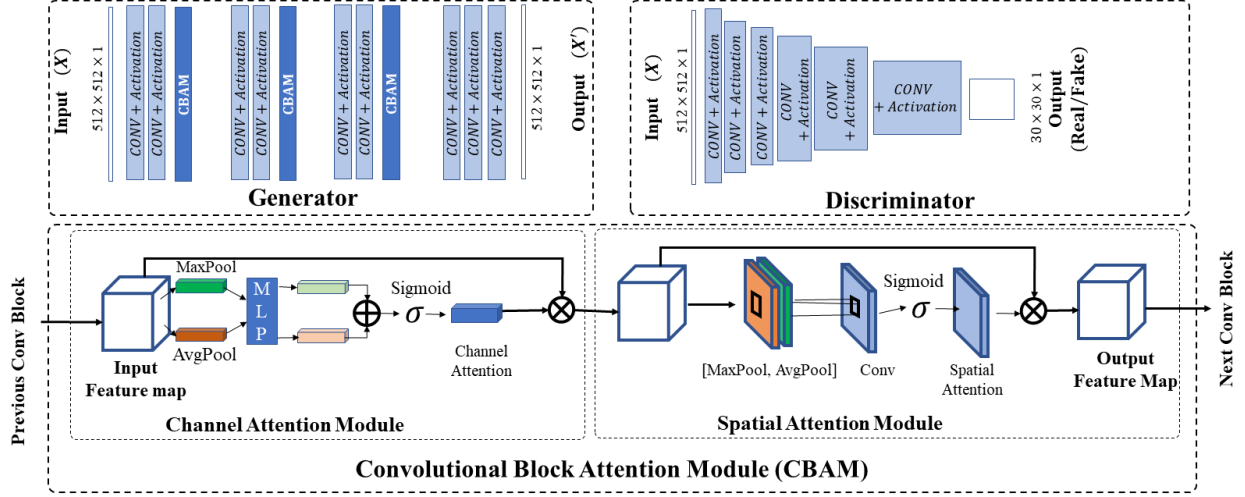 Input (X)
512 × 512 × 1
CONV + Activation
CONV + Activation
CBAM
CONV + Activation
CONV + Activation
CBAM
CONV + Activation
CONV + Activation
CBAM
CONV + Activation
CONV + Activation
CONV + Activation
512 × 512 × 1
Output (X')
Generator
Input (X)
512 × 512 × 1
CONV + Activation
CONV + Activation
CONV + Activation
CONV
+ Activation
CONV
+ Activation
CONV
+ Activation
30 × 30 × 1
Output
(Real/Fake)
Discriminator
Previous Conv Block
MaxPool
AvgPool
Input
Feature map
M
L
P
Sigmoid
σ
Channel
Attention
Channel Attention Module
[MaxPool, AvgPool]
Conv
Sigmoid
σ
Spatial
Attention
Output
Feature Map
Spatial Attention Module
Next Conv Block
Convolutional Block Attention Module (CBAM)